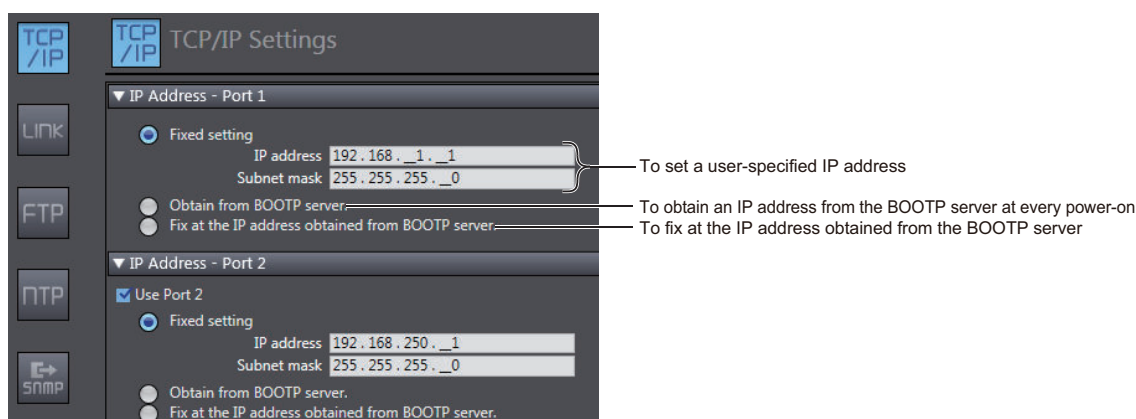 TCP
/IP
TCP
/IP
TCP/IP Settings
▼ IP Address - Port 1
LINK
Fixed setting
IP address 192.168.__1.__1
Subnet mask 255.255.255.__0
To set a user-specified IP address
FTP
Obtain from BOOTP server.
To obtain an IP address from the BOOTP server at every power-on
Fix at the IP address obtained from BOOTP server.
To fix at the IP address obtained from the BOOTP server
▼ IP Address - Port 2
NTP
Use Port 2
Fixed setting
IP address 192.168.250.__1
Subnet mask 255.255.255.__0
SNMP
Obtain from BOOTP server.
Fix at the IP address obtained from BOOTP server.